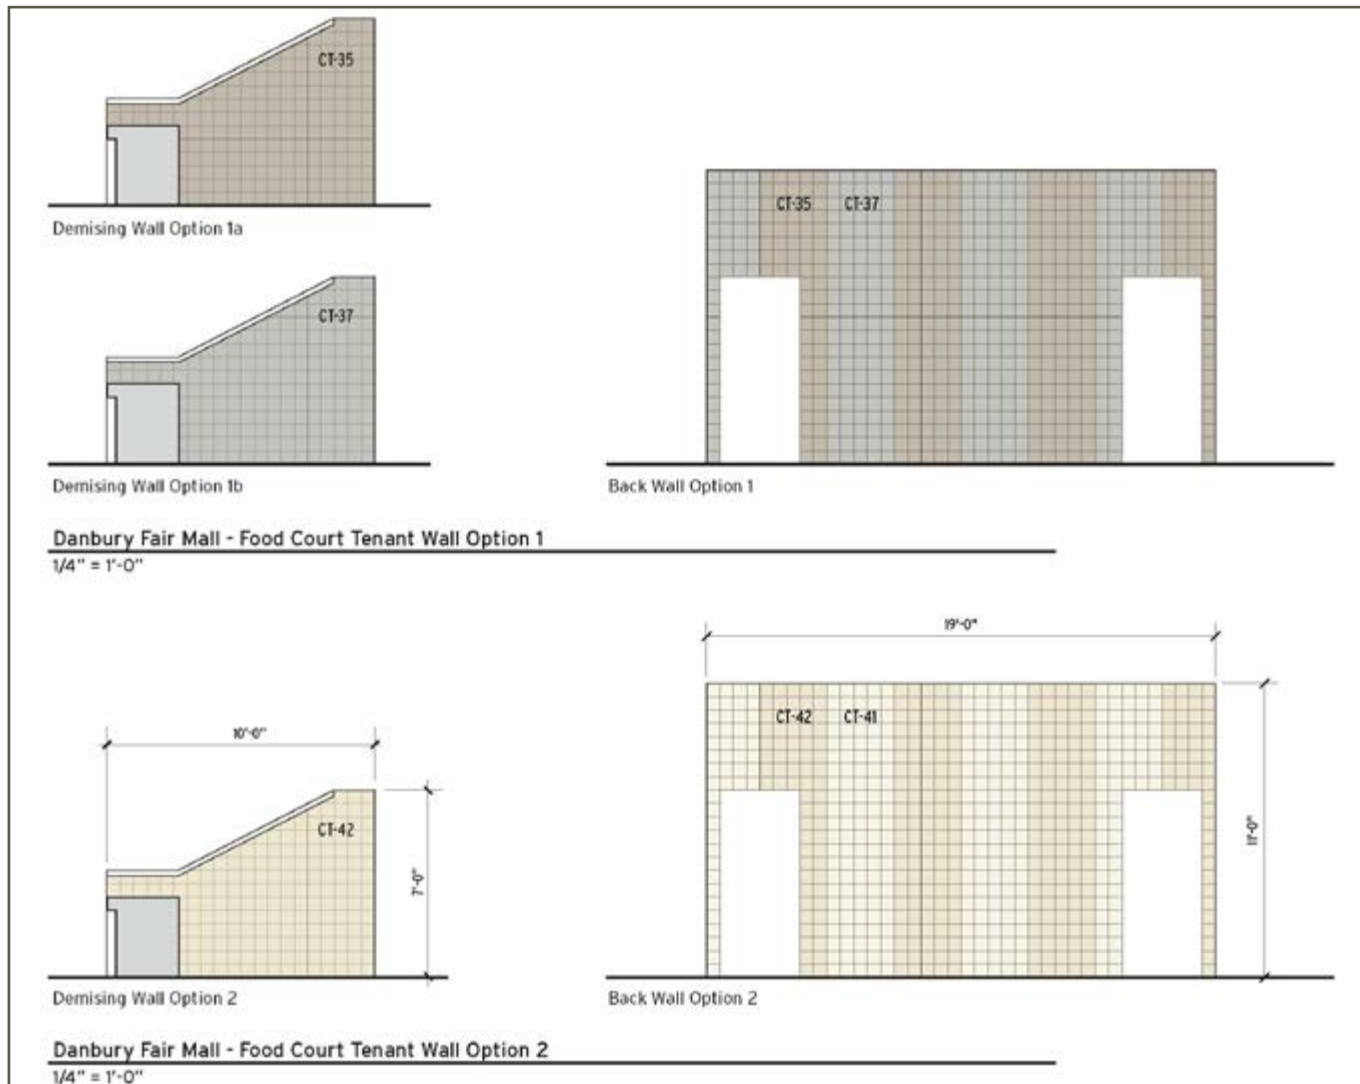 CT-35
Demising Wall Option 1a
CT-37
Demising Wall Option 1b
CT-35 CT-37
Back Wall Option 1
Danbury Fair Mall - Food Court Tenant Wall Option 1
1/4" = 1'-0"
10'-0"
CT-42
7'-0"
Demising Wall Option 2
19'-0"
CT-42 CT-41
11'-0"
Back Wall Option 2
Danbury Fair Mall - Food Court Tenant Wall Option 2
1/4" = 1'-0"